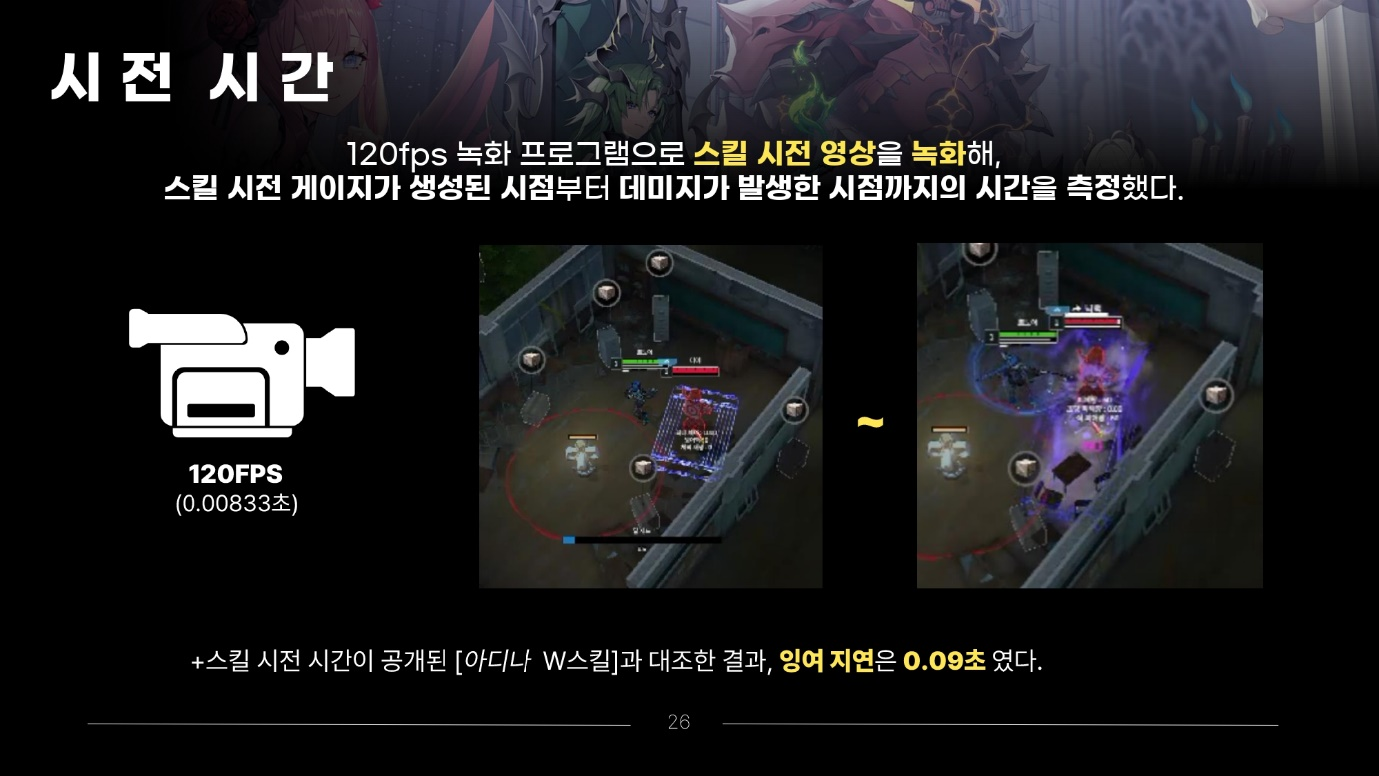 시전 시간
120fps 녹화 프로그램으로 스킬 시전 영상을 녹화해,
스킬 시전 게이지가 생성된 시점부터 데미지가 발생한 시점까지의 시간을 측정했다.
~
120FPS
(0.00833초)
+스킬 시전 시간이 공개된 [아디나 W스킬]과 대조한 결과, 잉여 지연은 0.09초 였다.
26